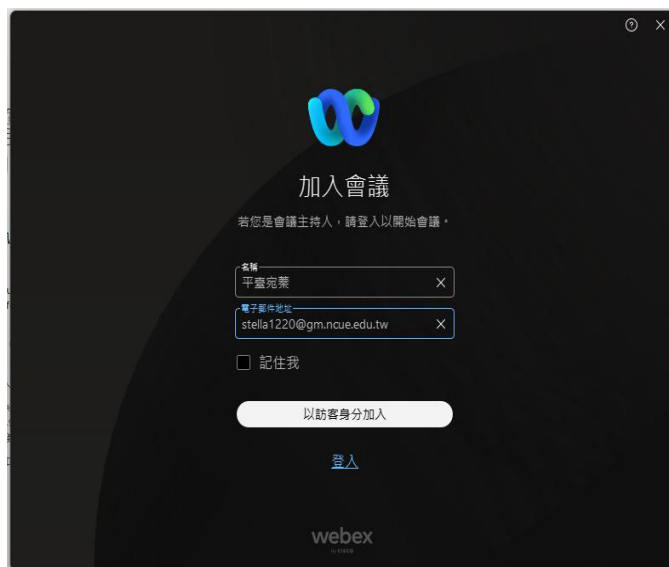 加入會議
若您是會議主持人，請登入以開始會議。
名稱
平臺宛蓁
電子郵件地址
stella1220@gm.ncue.edu.tw
記住我
以訪客身分加入
登入
webex
by CISCO